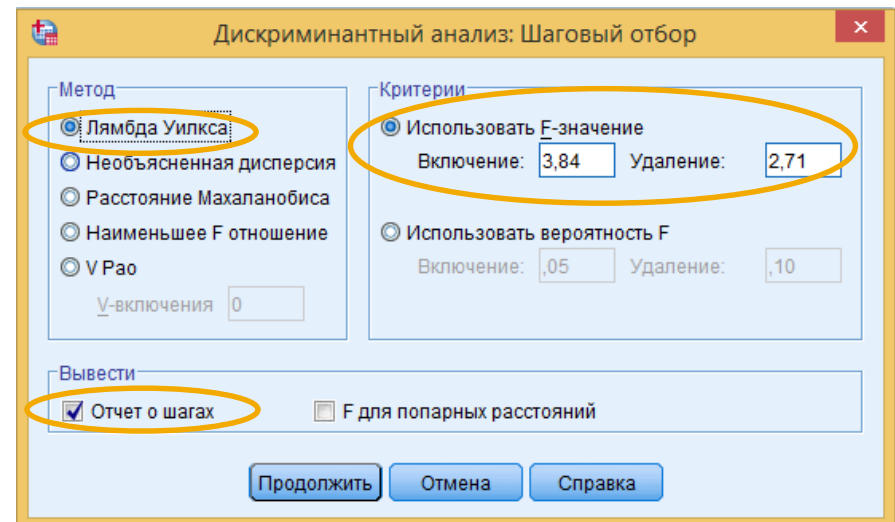 Дискриминантный анализ: Шаговый отбор
Метод
Лямбда Уилкса
Необъясненная дисперсия
Расстояние Махаланобиса
Наименьшее F отношение
V Рао
V-включения 0
Критерии
Использовать F-значение
Включение: 3,84 Удаление: 2,71
Использовать вероятность F
Включение: ,05 Удаление: ,10
Вывести
Отчет о шагах F для попарных расстояний
Продолжить Отмена Справка